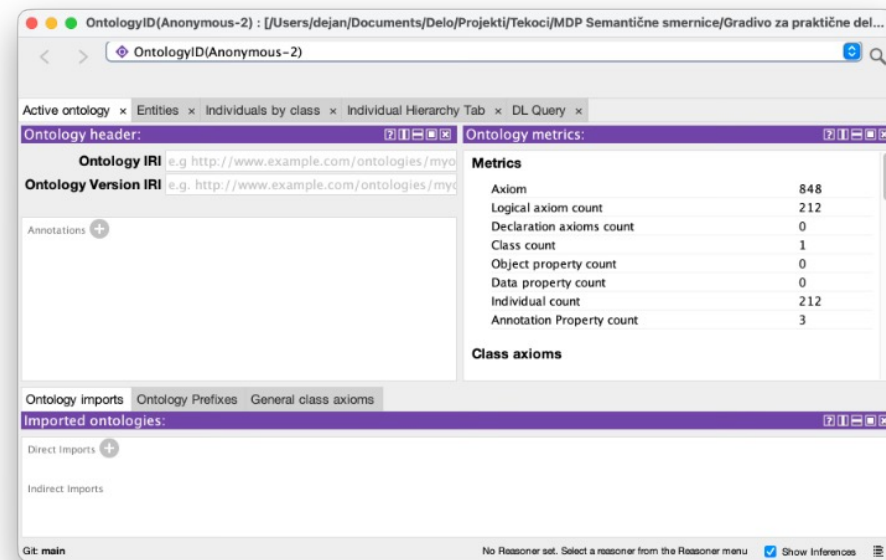 OntologyID(Anonymous-2) : [/Users/dejan/Documents/Delo/Projekti/Tekoci/MDP Semantične smernice/Gradivo za praktične del...
OntologyID(Anonymous-2)
Active ontology × Entities × Individuals by class × Individual Hierarchy Tab × DL Query ×
Ontology header:
Ontology IRI e.g http://www.example.com/ontologies/myo
Ontology Version IRI e.g. http://www.example.com/ontologies/myo
Annotations
Ontology metrics:
Metrics
Axiom 848
Logical axiom count 212
Declaration axioms count 0
Class count 1
Object property count 0
Data property count 0
Individual count 212
Annotation Property count 3
Class axioms
Ontology imports Ontology Prefixes General class axioms
Imported ontologies:
Direct Imports
Indirect Imports
Git: main No Reasoner set. Select a reasoner from the Reasoner menu Show Inferences